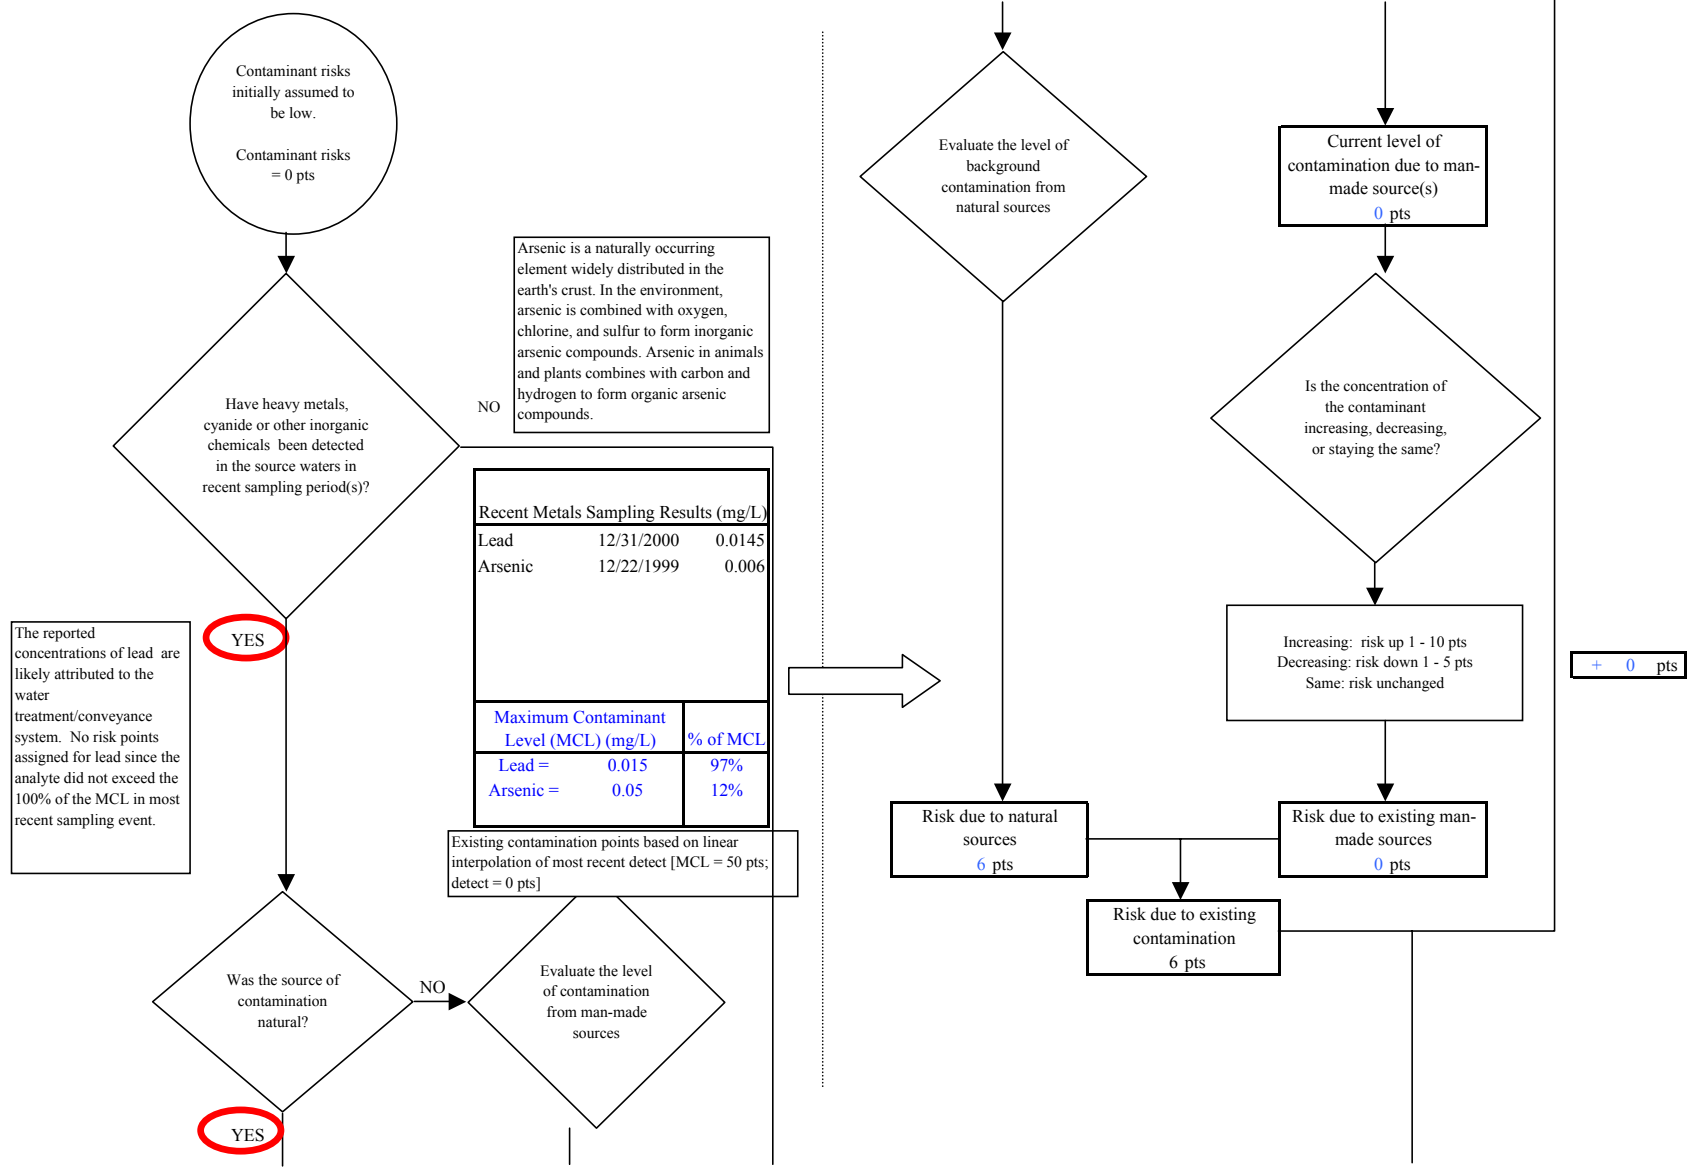 Contaminant risks
initially assumed to
be low.
Contaminant risks
= 0 pts
Arsenic is a naturally occurring
element widely distributed in the
earth's crust. In the environment,
arsenic is combined with oxygen,
chlorine, and sulfur to form inorganic
arsenic compounds. Arsenic in animals
and plants combines with carbon and
hydrogen to form organic arsenic
compounds.
NO
Have heavy metals,
cyanide or other inorganic
chemicals been detected
in the source waters in
recent sampling period(s)?
Recent Metals Sampling Results (mg/L)
Lead 12/31/2000 0.0145
Arsenic 12/22/1999 0.006
YES
The reported
concentrations of lead are
likely attributed to the
water
treatment/conveyance
system. No risk points
assigned for lead since the
analyte did not exceed the
100% of the MCL in most
recent sampling event.
Maximum Contaminant
Level (MCL) (mg/L) % of MCL
Lead = 0.015 97%
Arsenic = 0.05 12%
Existing contamination points based on linear
interpolation of most recent detect [MCL = 50 pts;
detect = 0 pts]
Was the source of
contamination
natural?
NO
Evaluate the level
of contamination
from man-made
sources
YES
Evaluate the level of
background
contamination from
natural sources
Current level of
contamination due to man-
made source(s)
0 pts
Is the concentration of
the contaminant
increasing, decreasing,
or staying the same?
Increasing: risk up 1 - 10 pts
Decreasing: risk down 1 - 5 pts
Same: risk unchanged
+ 0 pts
Risk due to natural
sources
6 pts
Risk due to existing man-
made sources
0 pts
Risk due to existing
contamination
6 pts